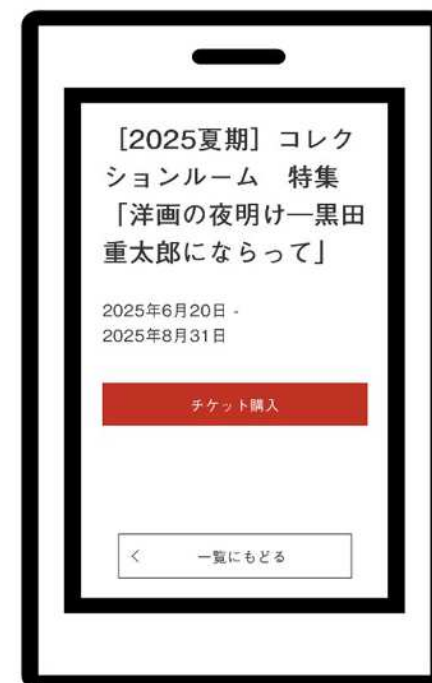 ［2025夏期］コレク
ションルーム　特集
「洋画の夜明け―黒田
重太郎にならって」
2025年6月20日 -
2025年8月31日
チケット購入
一覧にもどる